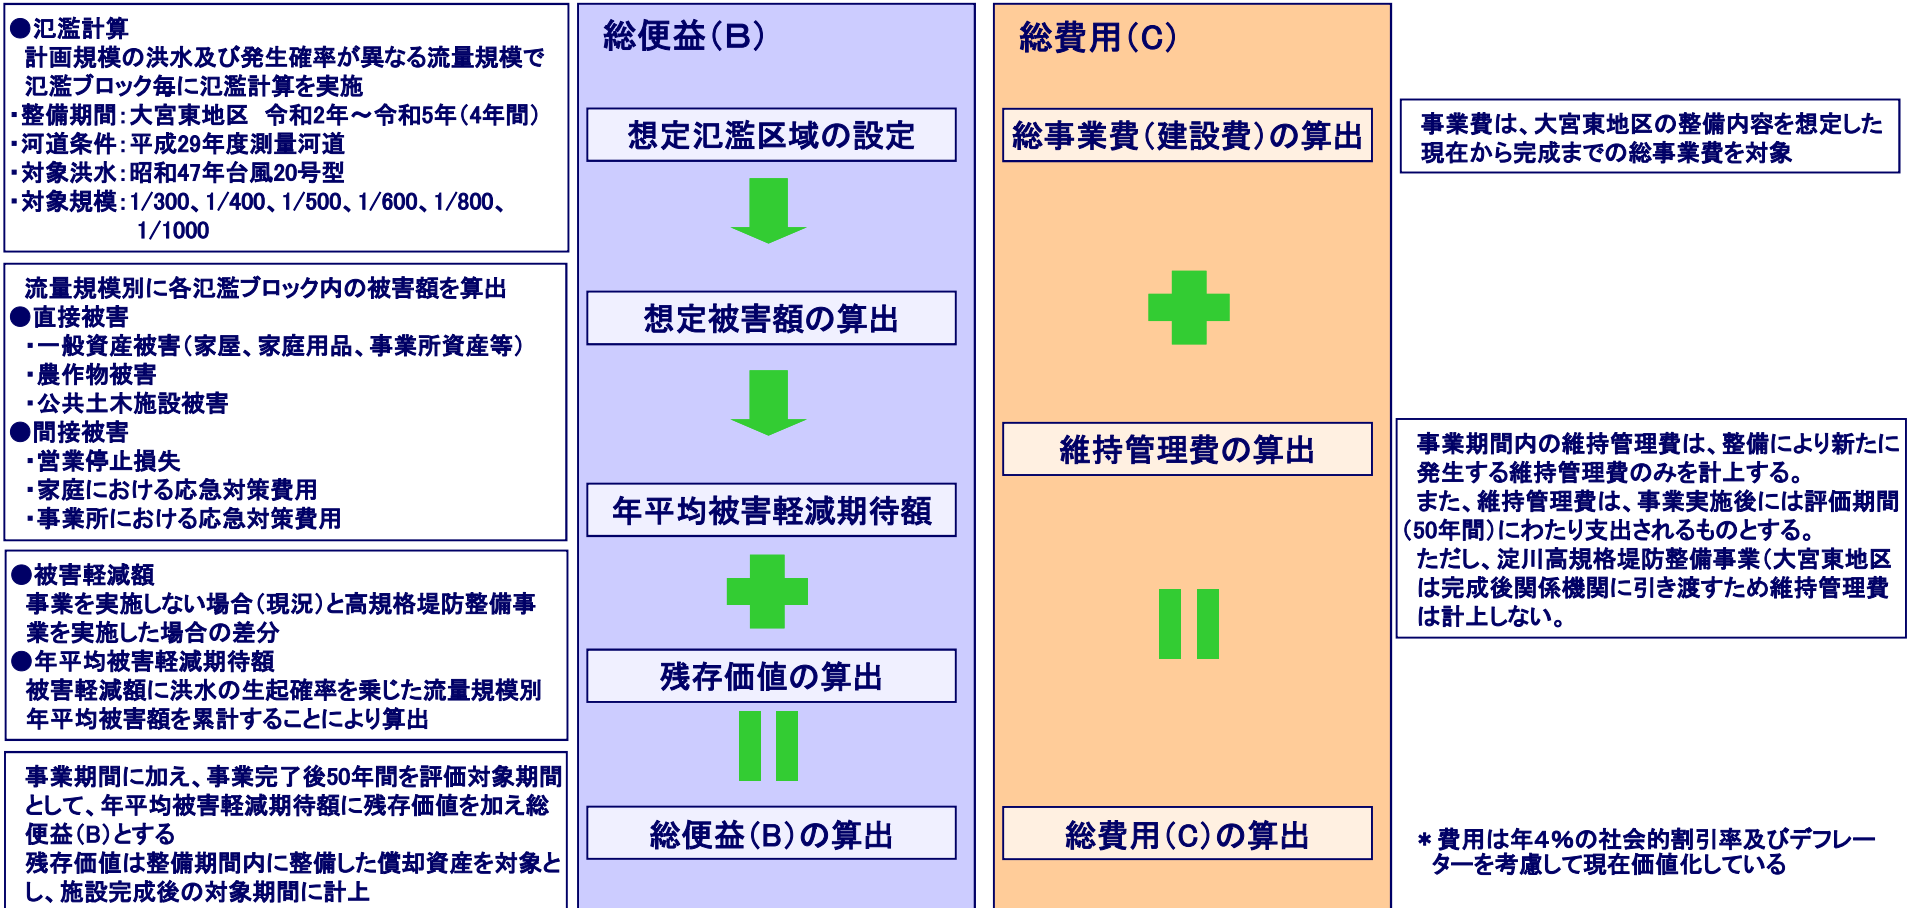 ●氾濫計算
計画規模の洪水及び発生確率が異なる流量規模で
氾濫ブロック毎に氾濫計算を実施
・整備期間：大宮東地区　令和2年～令和5年（4年間）
・河道条件：平成29年度測量河道
・対象洪水：昭和47年台風20号型
・対象規模：1/300、1/400、1/500、1/600、1/800、
1/1000
流量規模別に各氾濫ブロック内の被害額を算出
●直接被害
・一般資産被害（家屋、家庭用品、事業所資産等）
・農作物被害
・公共土木施設被害
●間接被害
・営業停止損失
・家庭における応急対策費用
・事業所における応急対策費用
●被害軽減額
事業を実施しない場合（現況）と高規格堤防整備事
業を実施した場合の差分
●年平均被害軽減期待額
被害軽減額に洪水の生起確率を乗じた流量規模別
年平均被害額を累計することにより算出
事業期間に加え、事業完了後50年間を評価対象期間
として、年平均被害軽減期待額に残存価値を加え総
便益（B）とする
残存価値は整備期間内に整備した償却資産を対象と
し、施設完成後の対象期間に計上
総便益（B）
想定氾濫区域の設定
想定被害額の算出
年平均被害軽減期待額
残存価値の算出
総便益（B）の算出
総費用（C）
総事業費（建設費）の算出
維持管理費の算出
総費用（C）の算出
事業費は、大宮東地区の整備内容を想定した
現在から完成までの総事業費を対象
事業期間内の維持管理費は、整備により新たに
発生する維持管理費のみを計上する。
また、維持管理費は、事業実施後には評価期間
（50年間）にわたり支出されるものとする。
ただし、淀川高規格堤防整備事業（大宮東地区
は完成後関係機関に引き渡すため維持管理費
は計上しない。
＊費用は年4％の社会的割引率及びデフレー
ターを考慮して現在価値化している